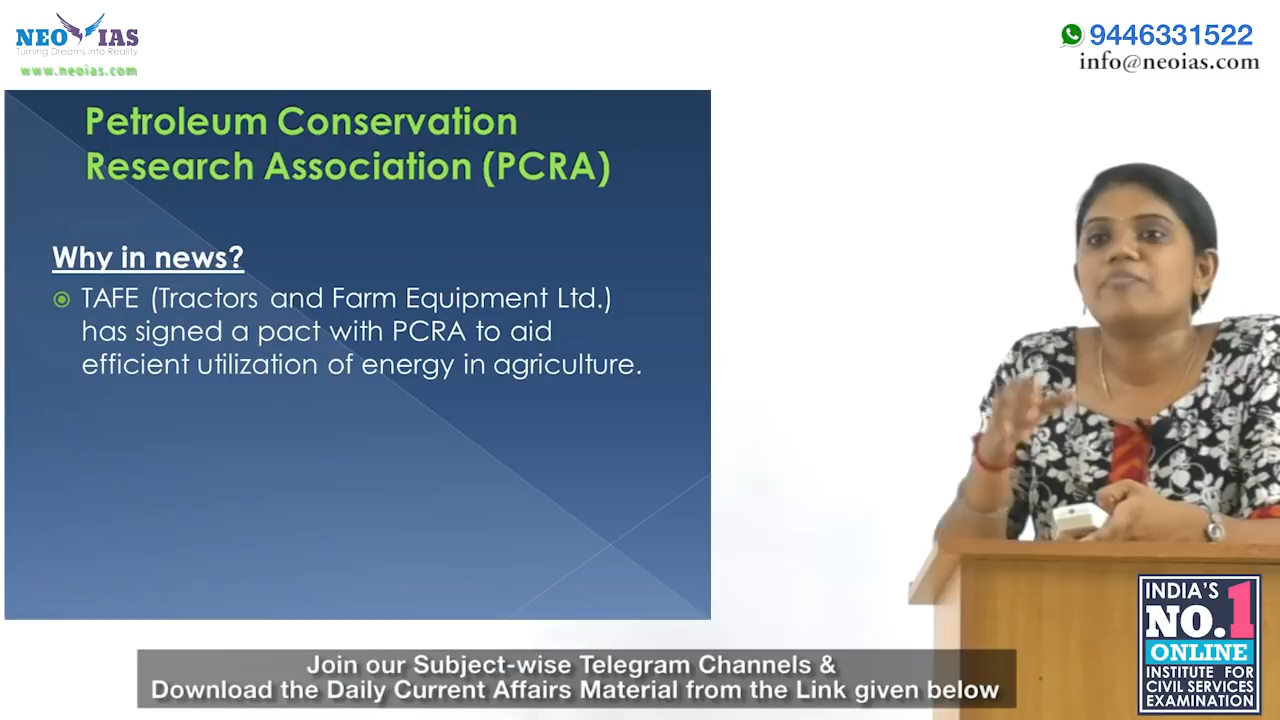 NEO IAS
Turning Dreams into Reality
www.neoias.com
9446331522
info@neoias.com
Petroleum Conservation
Research Association (PCRA)
Why in news?
TAFE (Tractors and Farm Equipment Ltd.)
has signed a pact with PCRA to aid
efficient utilization of energy in agriculture.
INDIA'S
NO.1
ONLINE
INSTITUTE FOR
CIVIL SERVICES
EXAMINATION
Join our Subject-wise Telegram Channels &
Download the Daily Current Affairs Material from the Link given below